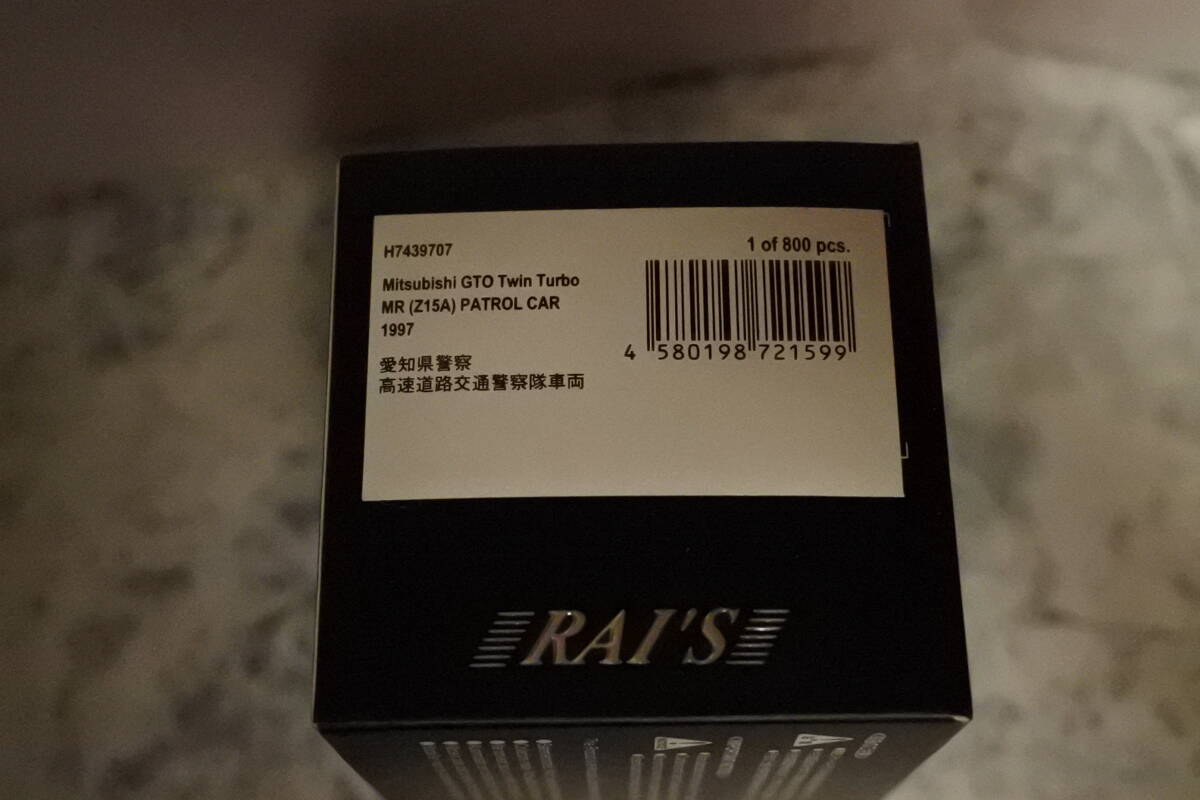 H7439707
1 of 800 pcs.
Mitsubishi GTO Twin Turbo
MR (Z15A) PATROL CAR
1997
愛知県警察
高速道路交通警察隊車両
4 580198 721599
RAI'S